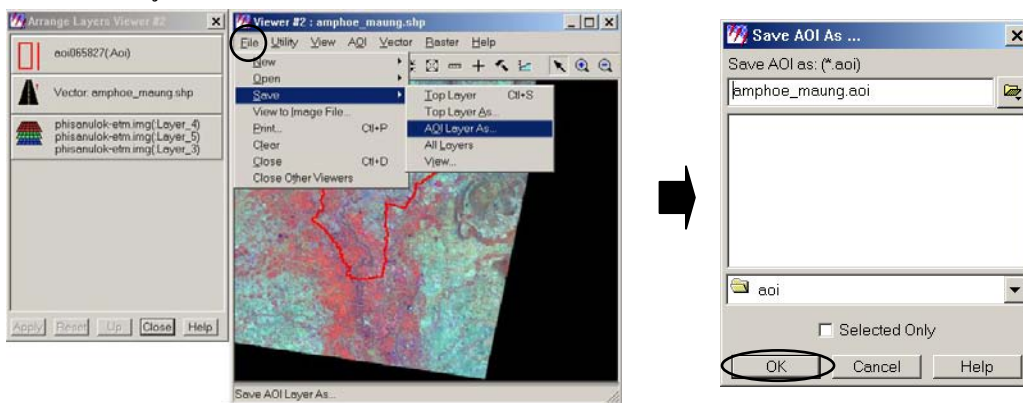 Arrange Layers Viewer #2
aoi065827(Aoi)
Vector: amphoe_maung.shp
phisanulok-etm.img(:Layer_4)
phisanulok-etm.img(:Layer_5)
phisanulok-etm.img(:Layer_3)
Apply Reset Up Close Help
Viewer #2 : amphoe_maung.shp
File Utility View AOI Vector Raster Help
New
Open
Save
View to Image File...
Print... Ctl+P
Clear
Close Ctl+D
Close Other Viewers
Top Layer Ctl+S
Top Layer As...
AOI Layer As...
All Layers
View...
Save AOI Layer As...
Save AOI As ...
Save AOI as: (*.aoi)
amphoe_maung.aoi
aoi
Selected Only
OK Cancel Help